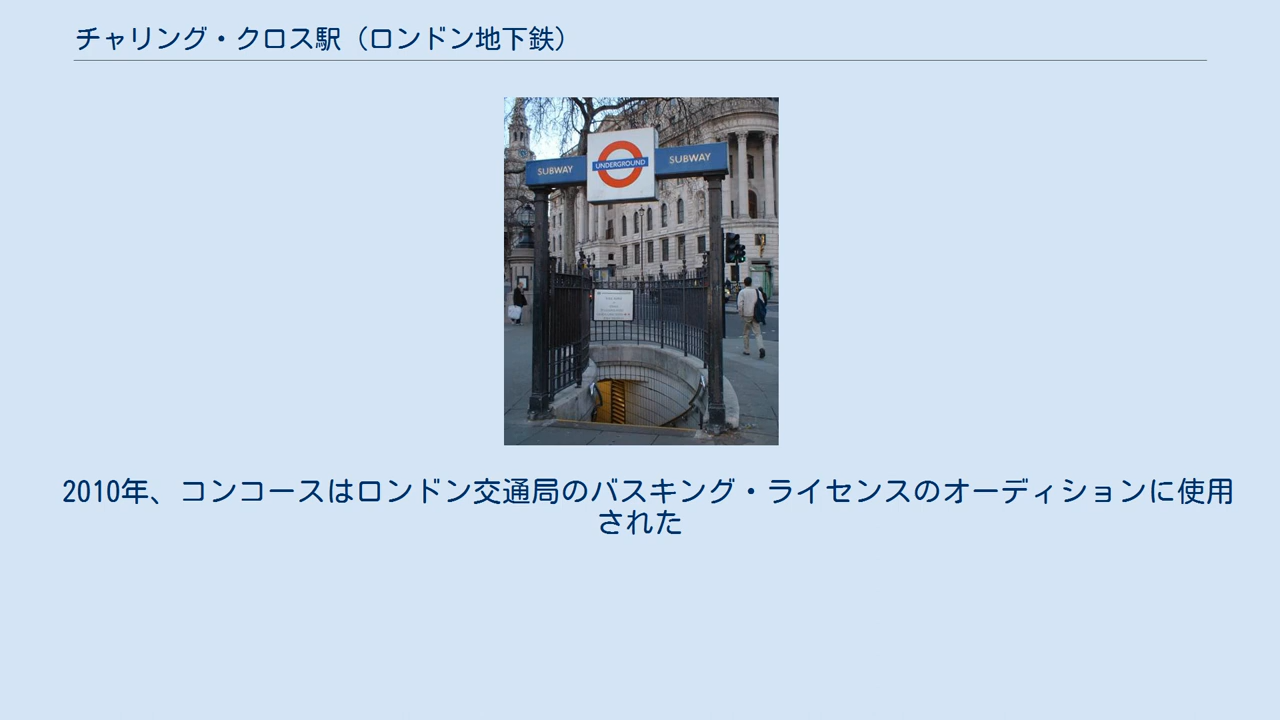 チャリング・クロス駅（ロンドン地下鉄）
SUBWAY
UNDERGROUND
SUBWAY
2010年、コンコースはロンドン交通局のバスキング・ライセンスのオーディションに使用
された